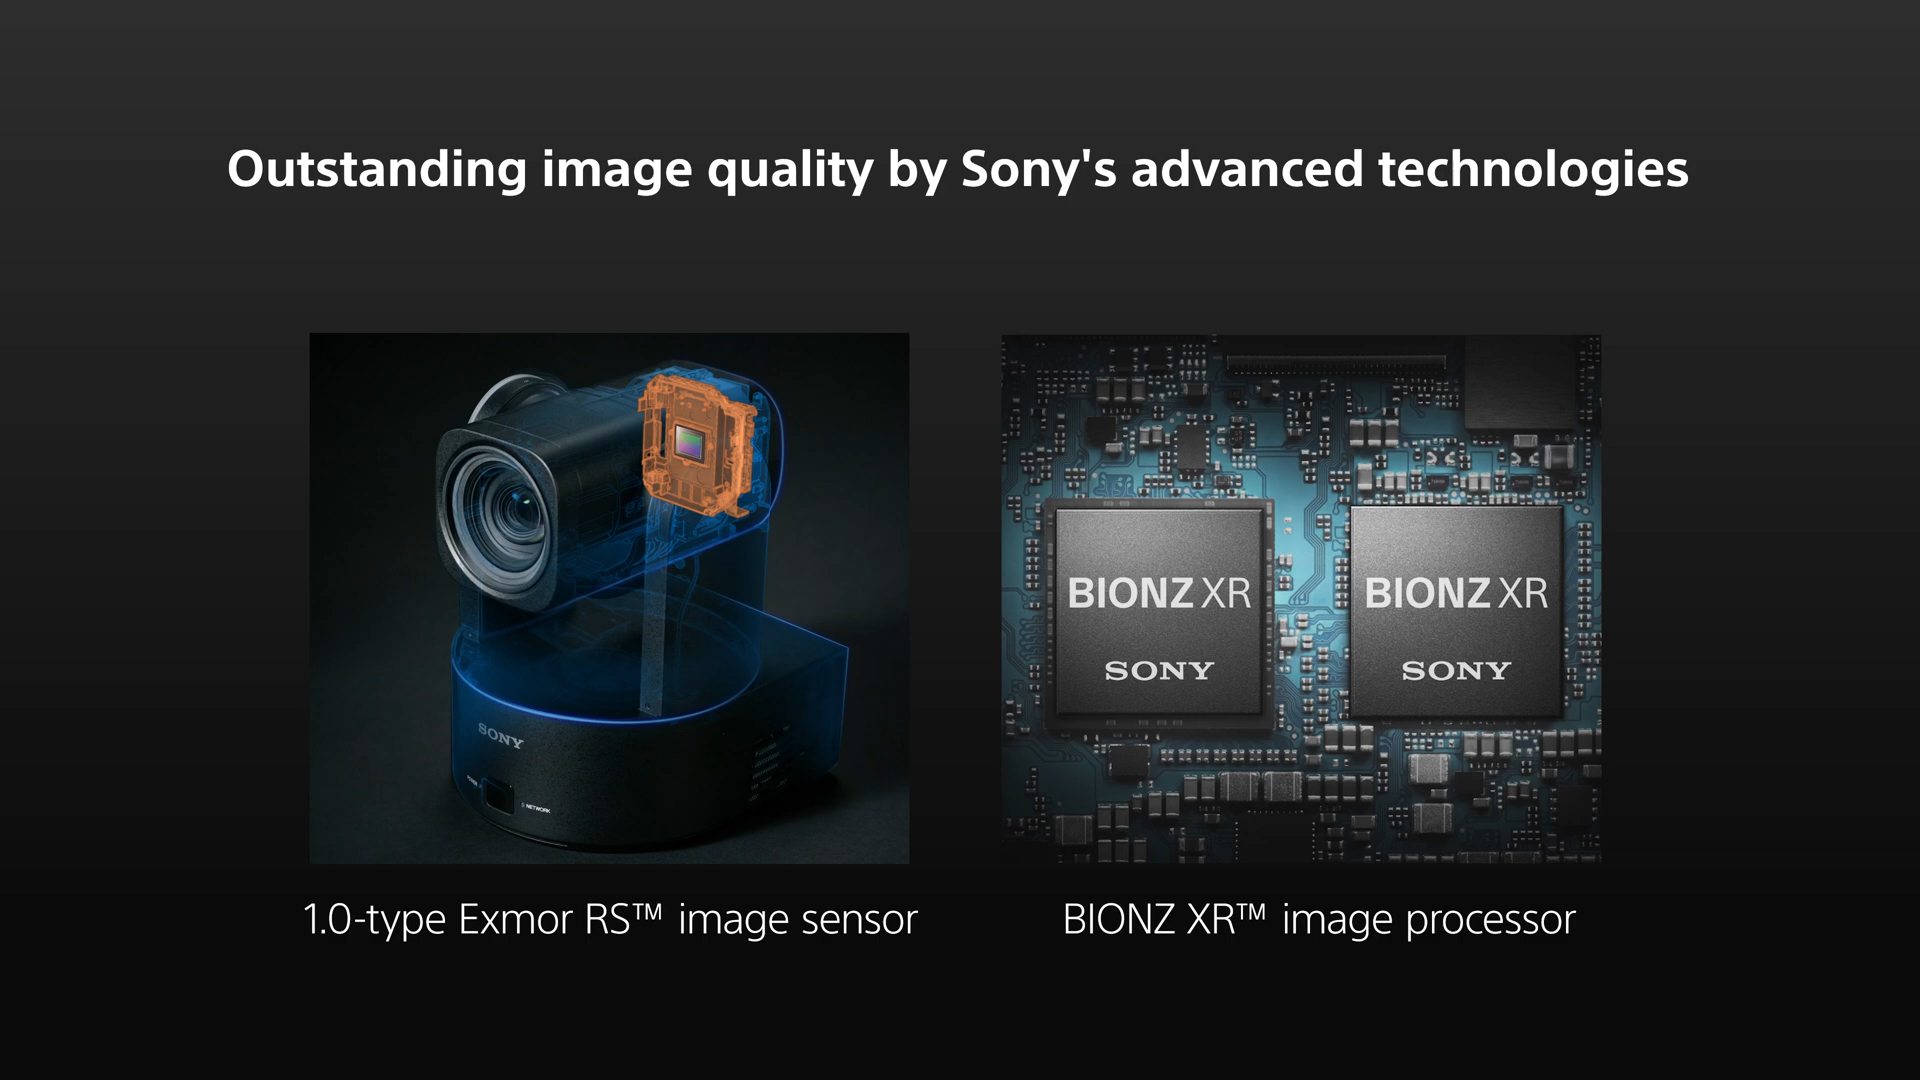 Outstanding image quality by Sony's advanced technologies
SONY
NETWORK
BIONZ XR
SONY
BIONZ XR
SONY
1.0-type Exmor RS™ image sensor
BIONZ XR™ image processor